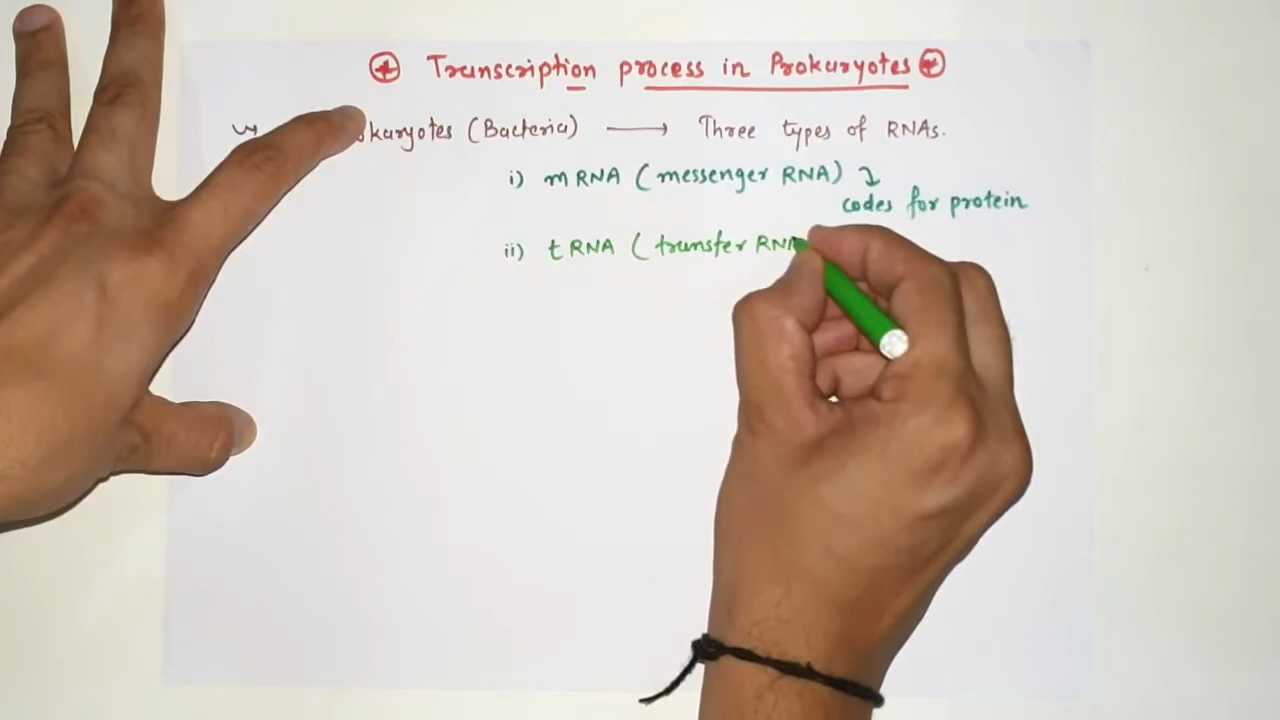 Transcription process in Prokaryotes
karyotes (Bacteria) → Three types of RNAs.
i) mRNA (messenger RNA)
codes for protein
ii) tRNA (transfer RN